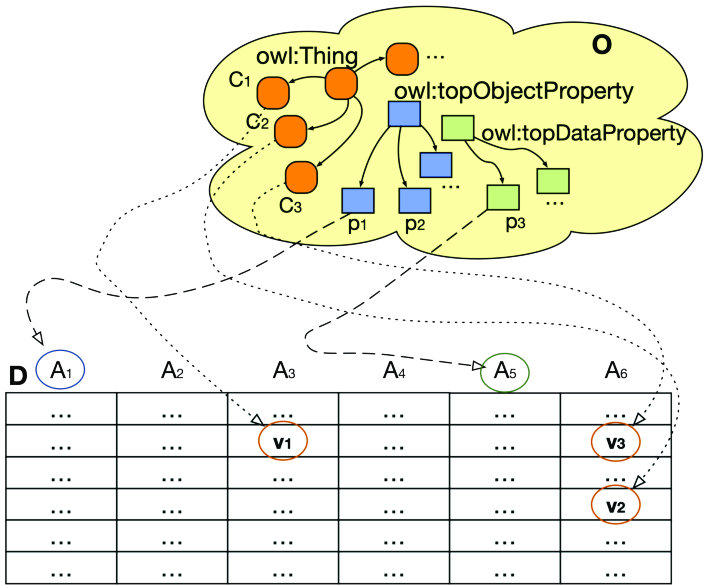 O
owl:Thing
...
C1
owl:topObjectProperty
C2
owl:topDataProperty
...
C3
...
p1 p2 p3
D A1 A2 A3 A4 A5 A6
... ... ... ... ... ...
... ... v1 ... ... v3
... ... ... ... ... ...
... ... ... ... ... v2
... ... ... ... ... ...
... ... ... ... ... ...